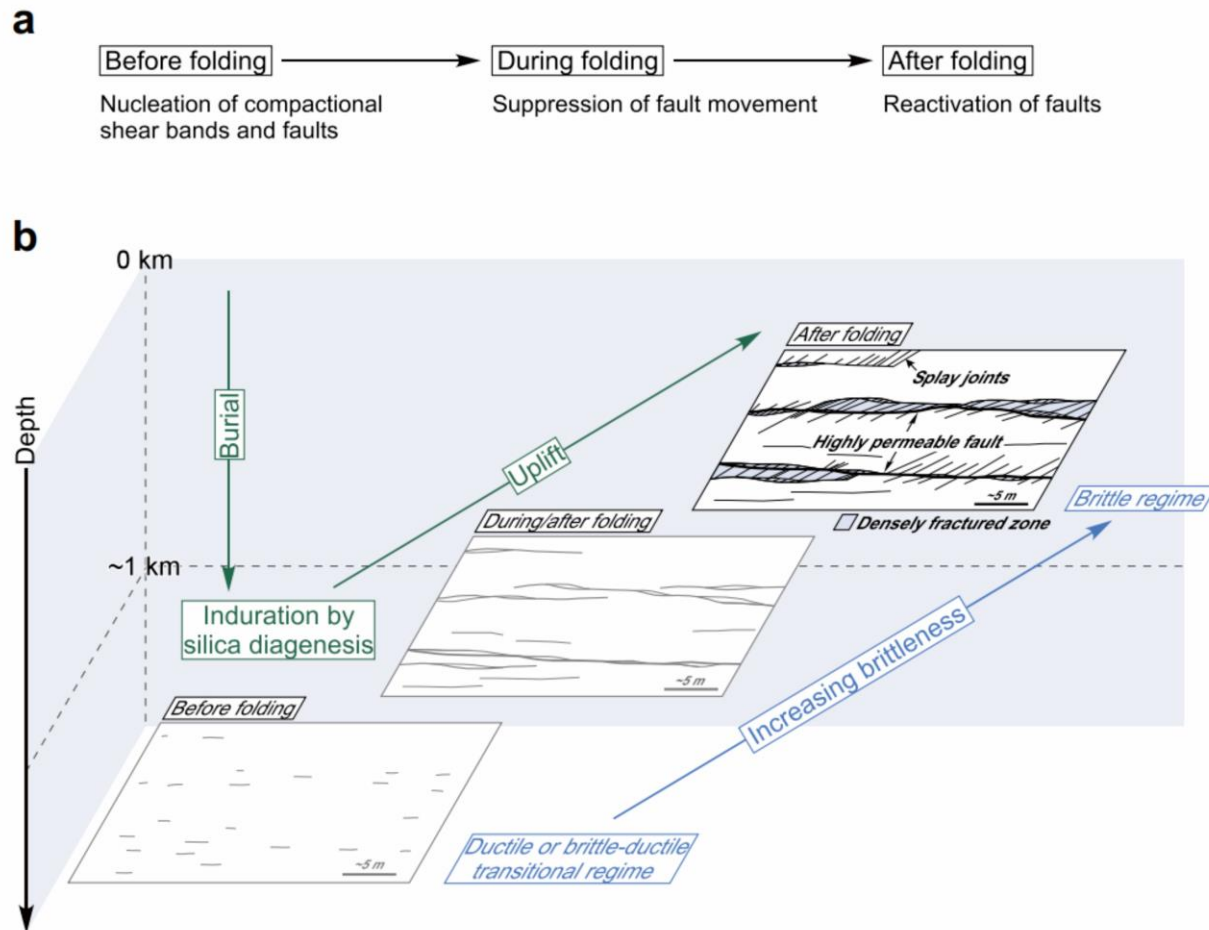 a
Before folding
During folding
After folding
Nucleation of compactional
shear bands and faults
Suppression of fault movement
Reactivation of faults
b
0 km
Depth
Burial
Uplift
After folding
Splay joints
Highly permeable fault
~5 m
Densely fractured zone
Brittle regime
During/after folding
~1 km
Induration by
silica diagenesis
~5 m
Increasing brittleness
Before folding
~5 m
Ductile or brittle-ductile
transitional regime